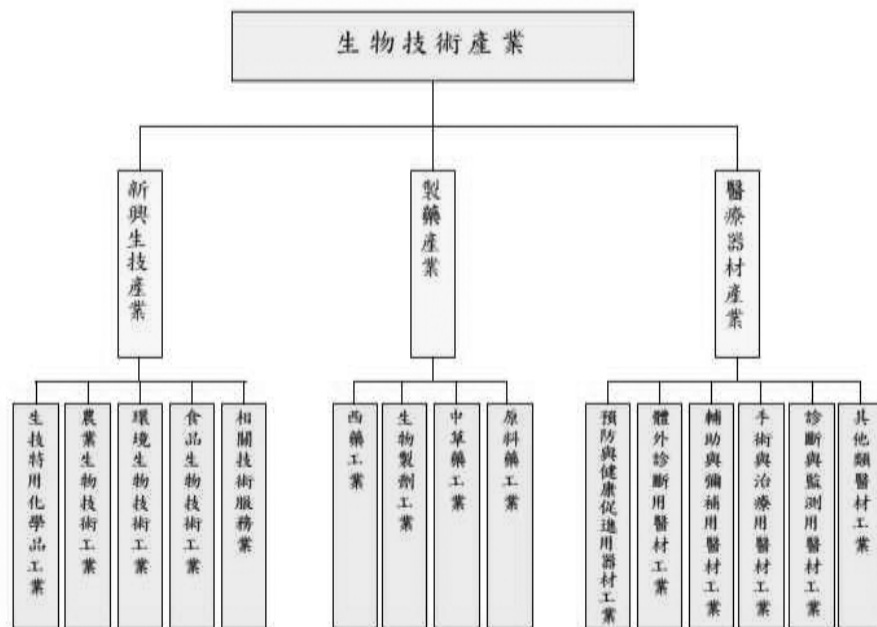 生物技術產業
新興生技產業
製藥產業
醫療器材產業
生技特用化學品工業
農業生物技術工業
環境生物技術工業
食品生物技術工業
相關技術服務業
西藥工業
生物製劑工業
中草藥工業
原料藥工業
預防與健康促進用器材工業
體外診斷用醫材工業
輔助與彌補用醫材工業
手術與治療用醫材工業
診斷與監測用醫材工業
其他類醫材工業